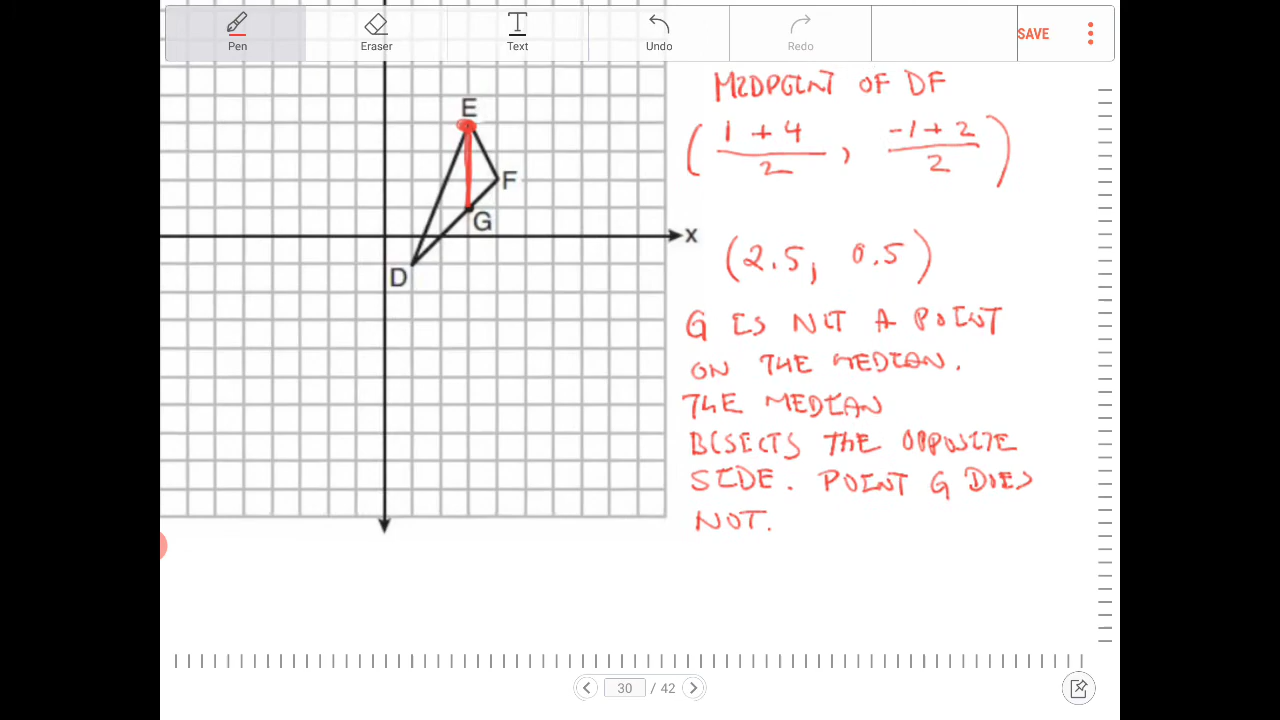 Pen
Eraser
Text
Undo
Redo
SAVE
E
F
G
x
D
MIDPOINT OF DF
( 1 + 4 / 2 , -1 + 2 / 2 )
(2.5, 0.5)
G IS NOT A POINT
ON THE MEDIAN.
THE MEDIAN
BISECTS THE OPPOSITE
SIDE. POINT G DOES
NOT.
30 / 42